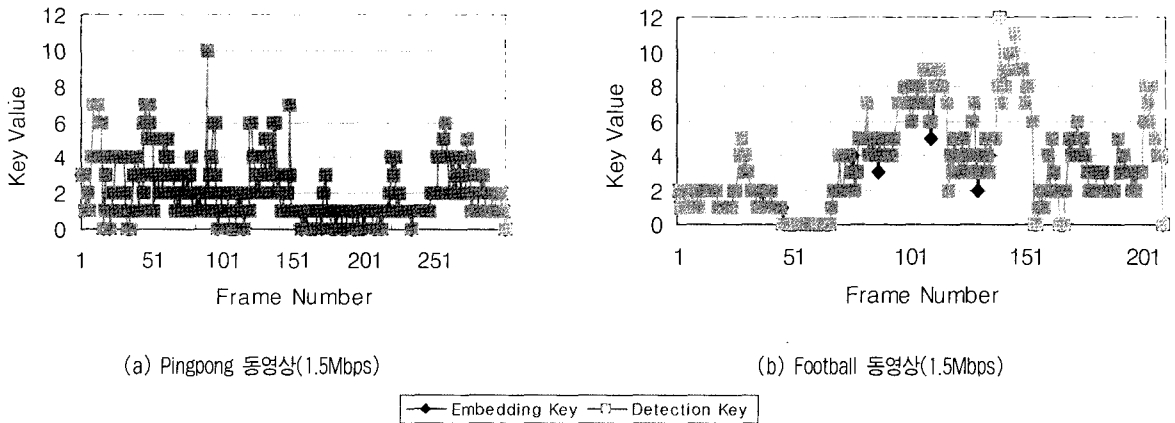 12
10
8
6
4
2
0
Key Value
1 51 101 151 201 251
Frame Number
(a) Pingpong 동영상(1.5Mbps)
12
10
8
6
4
2
0
Key Value
1 51 101 151 201
Frame Number
(b) Football 동영상(1.5Mbps)
Embedding Key Detection Key